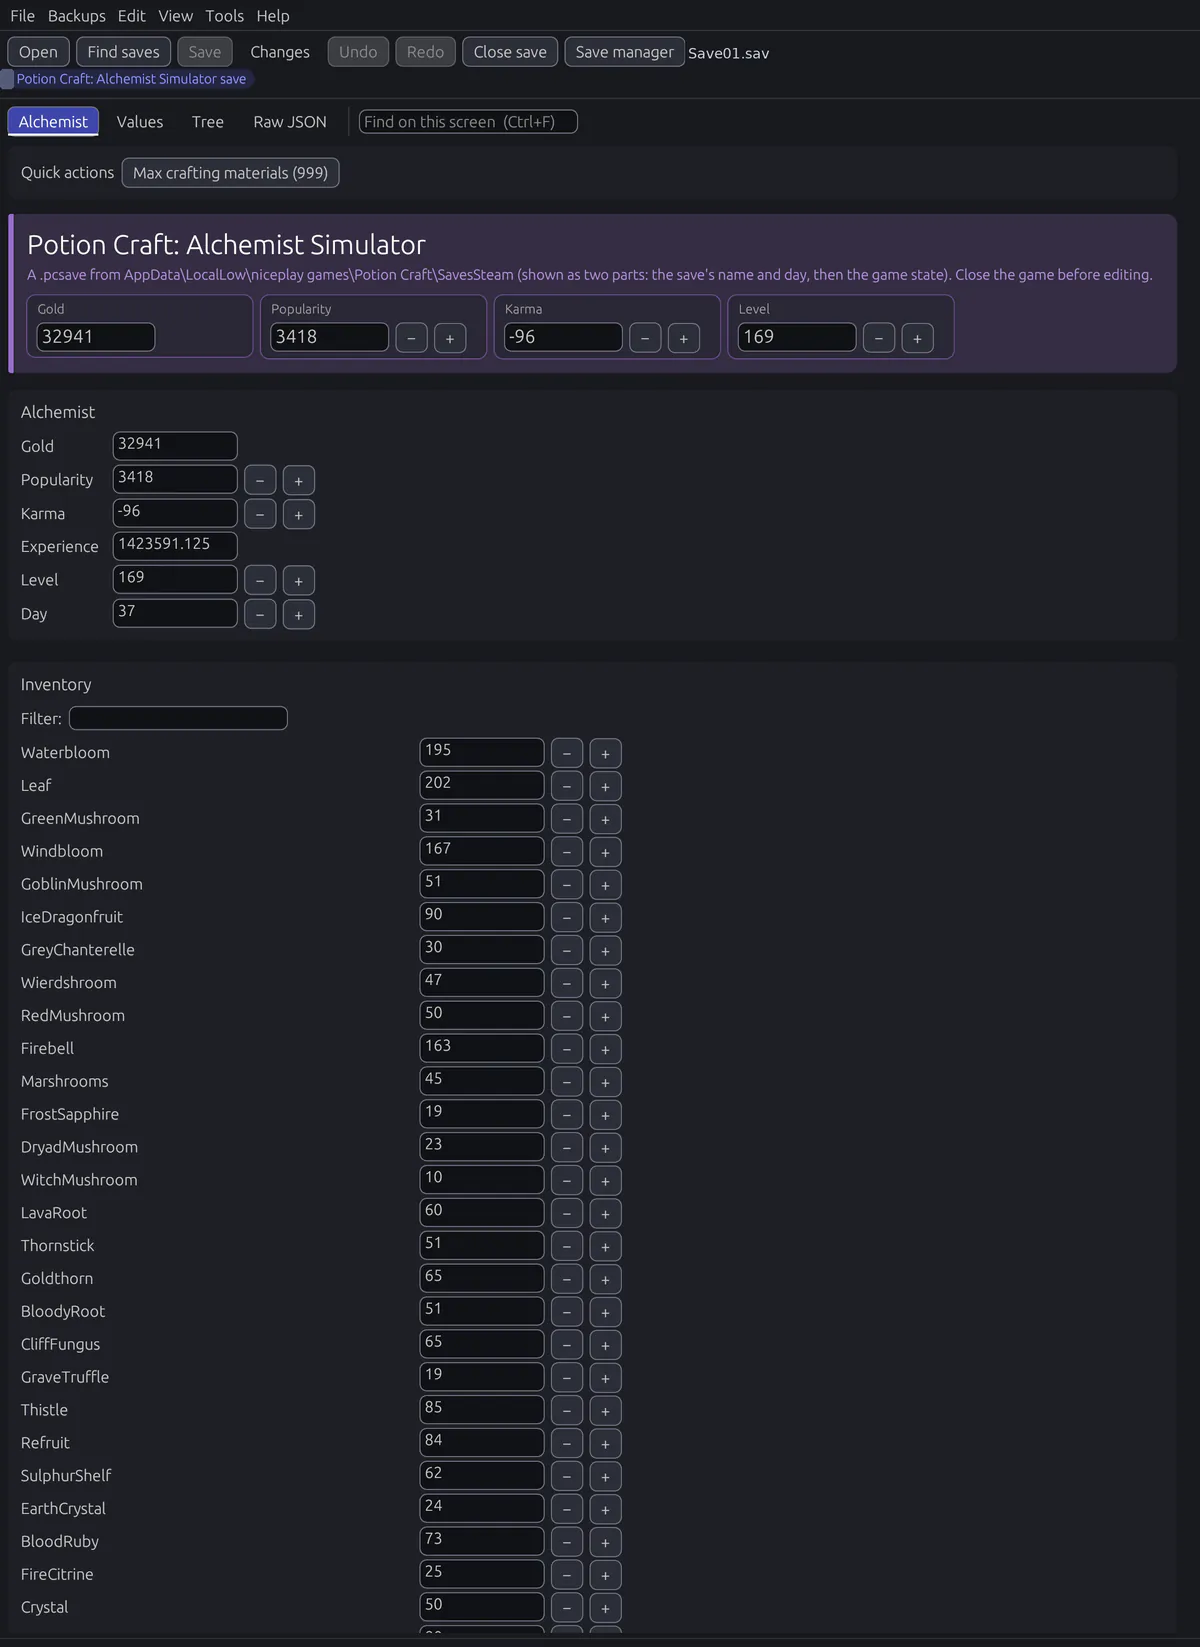 File Backups Edit View Tools Help
Open Find saves Save Changes Undo Redo Close save Save manager Save01.sav
Potion Craft: Alchemist Simulator save
Alchemist Values Tree Raw JSON Find on this screen (Ctrl+F)
Quick actions Max crafting materials (999)
Potion Craft: Alchemist Simulator
A .pcsave from AppData\LocalLow\niceplay games\Potion Craft\SavesSteam (shown as two parts: the save's name and day, then the game state). Close the game before editing.
Gold Popularity Karma Level
32941 3418 − + -96 − + 169 − +
Alchemist
Gold 32941
Popularity 3418 − +
Karma -96 − +
Experience 1423591.125
Level 169 − +
Day 37 − +
Inventory
Filter:
Waterbloom 195 − +
Leaf 202 − +
GreenMushroom 31 − +
Windbloom 167 − +
GoblinMushroom 51 − +
IceDragonfruit 90 − +
GreyChanterelle 30 − +
Wierdshroom 47 − +
RedMushroom 50 − +
Firebell 163 − +
Marshrooms 45 − +
FrostSapphire 19 − +
DryadMushroom 23 − +
WitchMushroom 10 − +
LavaRoot 60 − +
Thornstick 51 − +
Goldthorn 65 − +
BloodyRoot 51 − +
CliffFungus 65 − +
GraveTruffle 19 − +
Thistle 85 − +
Refruit 84 − +
SulphurShelf 62 − +
EarthCrystal 24 − +
BloodRuby 73 − +
FireCitrine 25 − +
Crystal 50 − +